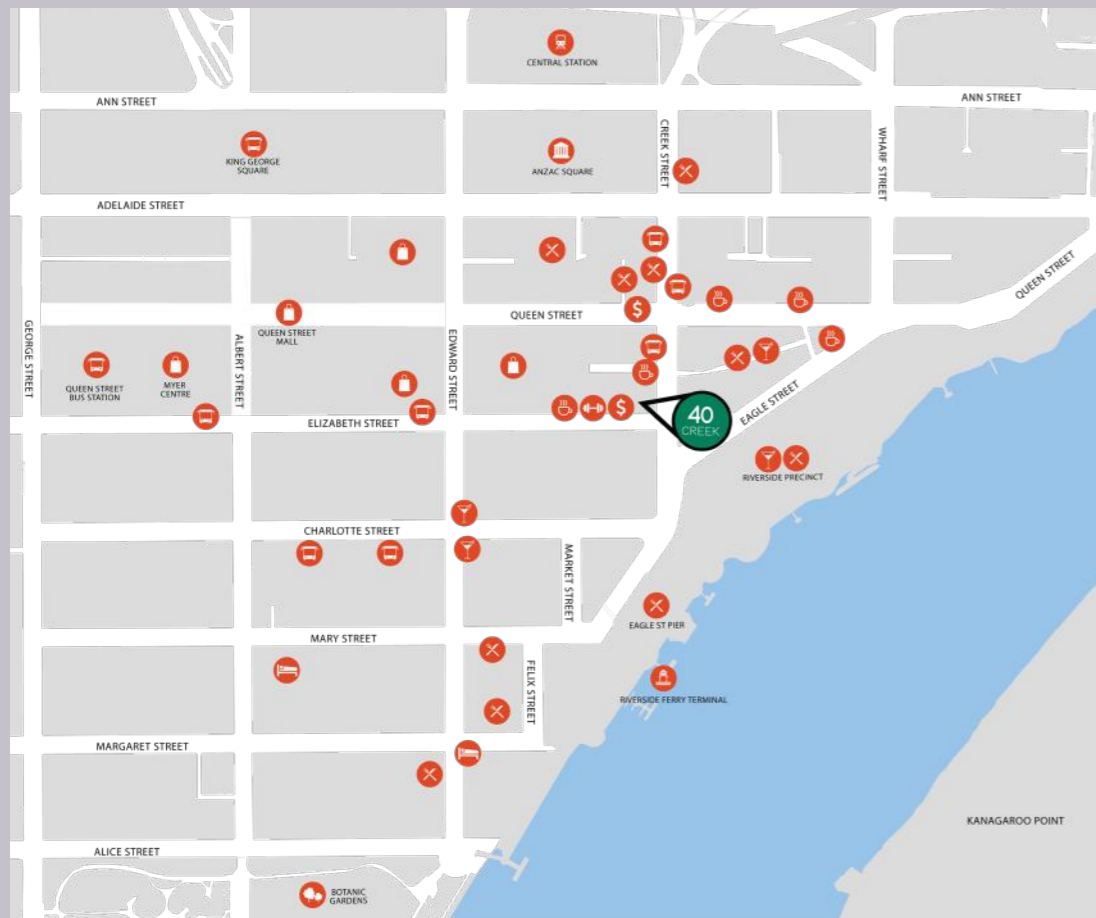 CENTRAL STATION
ANN STREET
ANN STREET
CREEK STREET
WHARF STREET
KING GEORGE
SQUARE
ANZAC SQUARE
ADELAIDE STREET
QUEEN STREET
$
QUEEN STREET
QUEEN STREET
MALL
GEORGE STREET
ALBERT STREET
EDWARD STREET
QUEEN STREET
BUS STATION
MYER
CENTRE
EAGLE STREET
$
40
CREEK
ELIZABETH STREET
RIVERSIDE PRECINCT
CHARLOTTE STREET
MARKET STREET
EAGLE ST PIER
MARY STREET
FELIX STREET
RIVERSIDE FERRY TERMINAL
MARGARET STREET
KANAGAROO POINT
ALICE STREET
BOTANIC
GARDENS